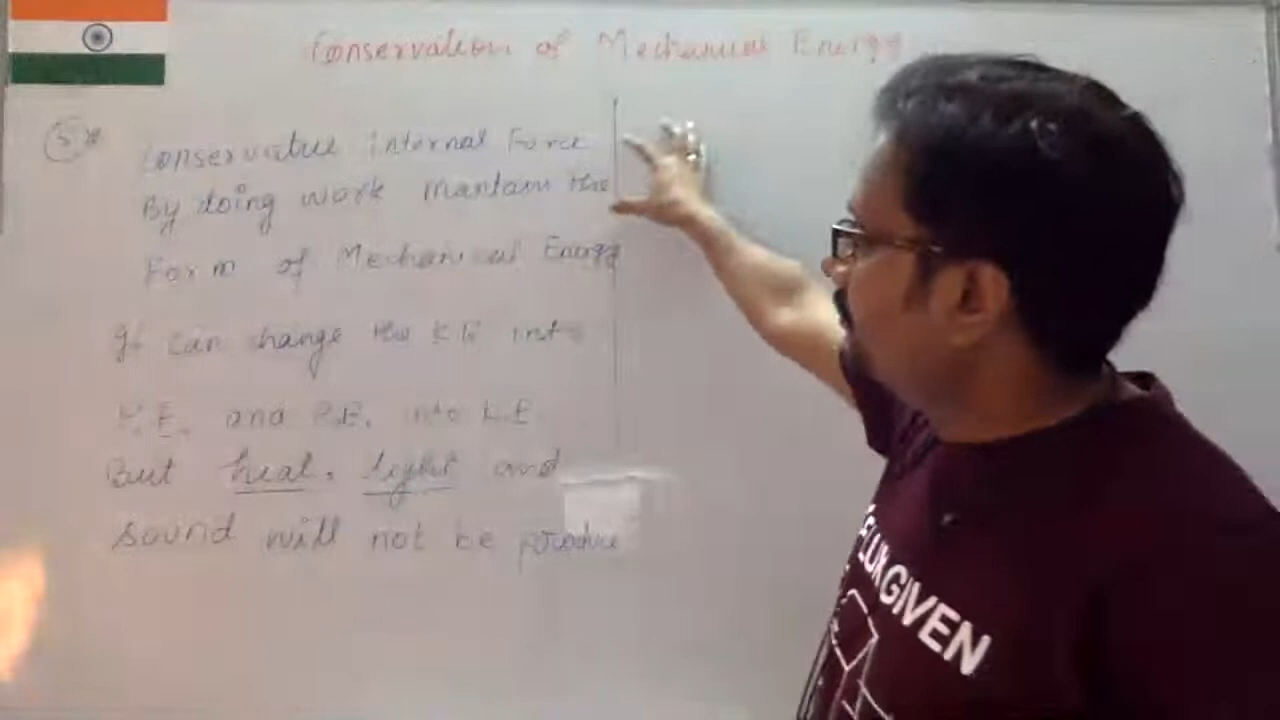 Conservation of Mechanical Energy
5*
Conservative internal Force
By doing work mantain the
Form of Mechanical Energy
It can change the K.E into
P.E. and P.E. into K.E.
But heat, light and
sound will not be produce
GIVEN